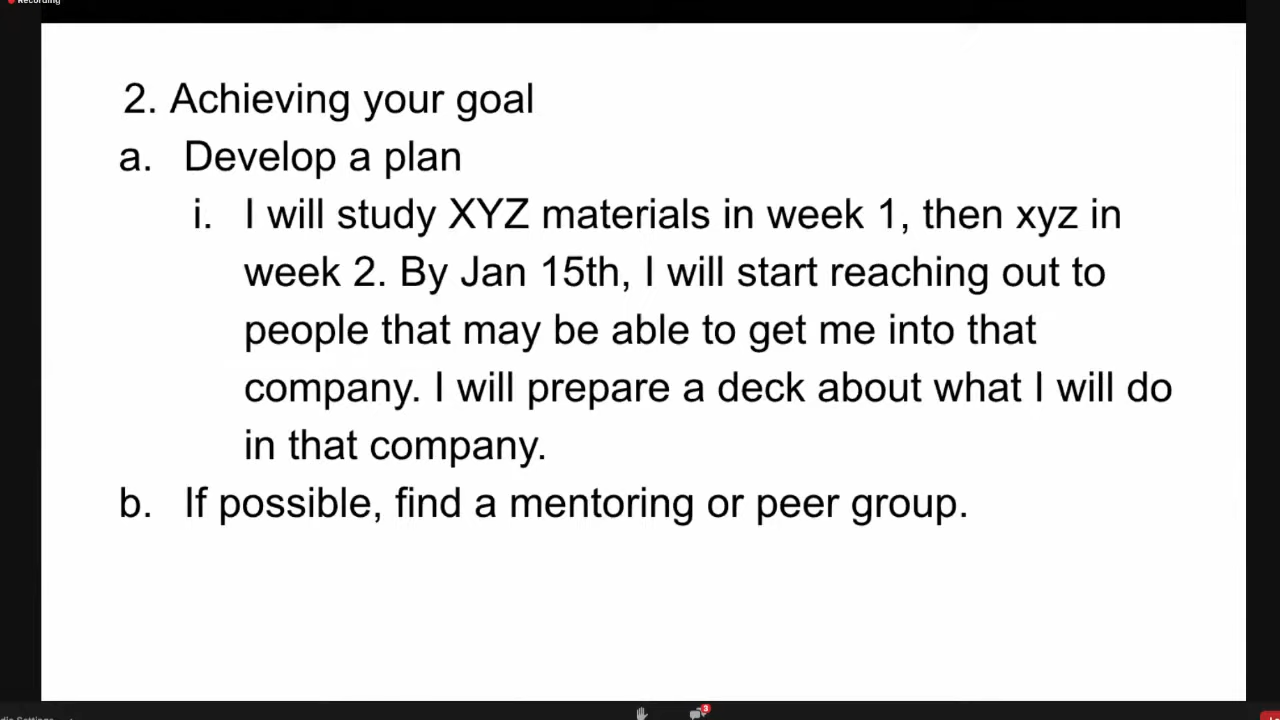 Recording
2. Achieving your goal
a. Develop a plan
i. I will study XYZ materials in week 1, then xyz in
week 2. By Jan 15th, I will start reaching out to
people that may be able to get me into that
company. I will prepare a deck about what I will do
in that company.
b. If possible, find a mentoring or peer group.
3